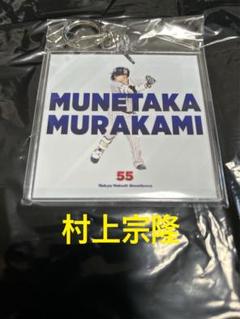 MUNETAKA
MURAKAMI
55
Tokyo Yakult Swallows
村上宗隆